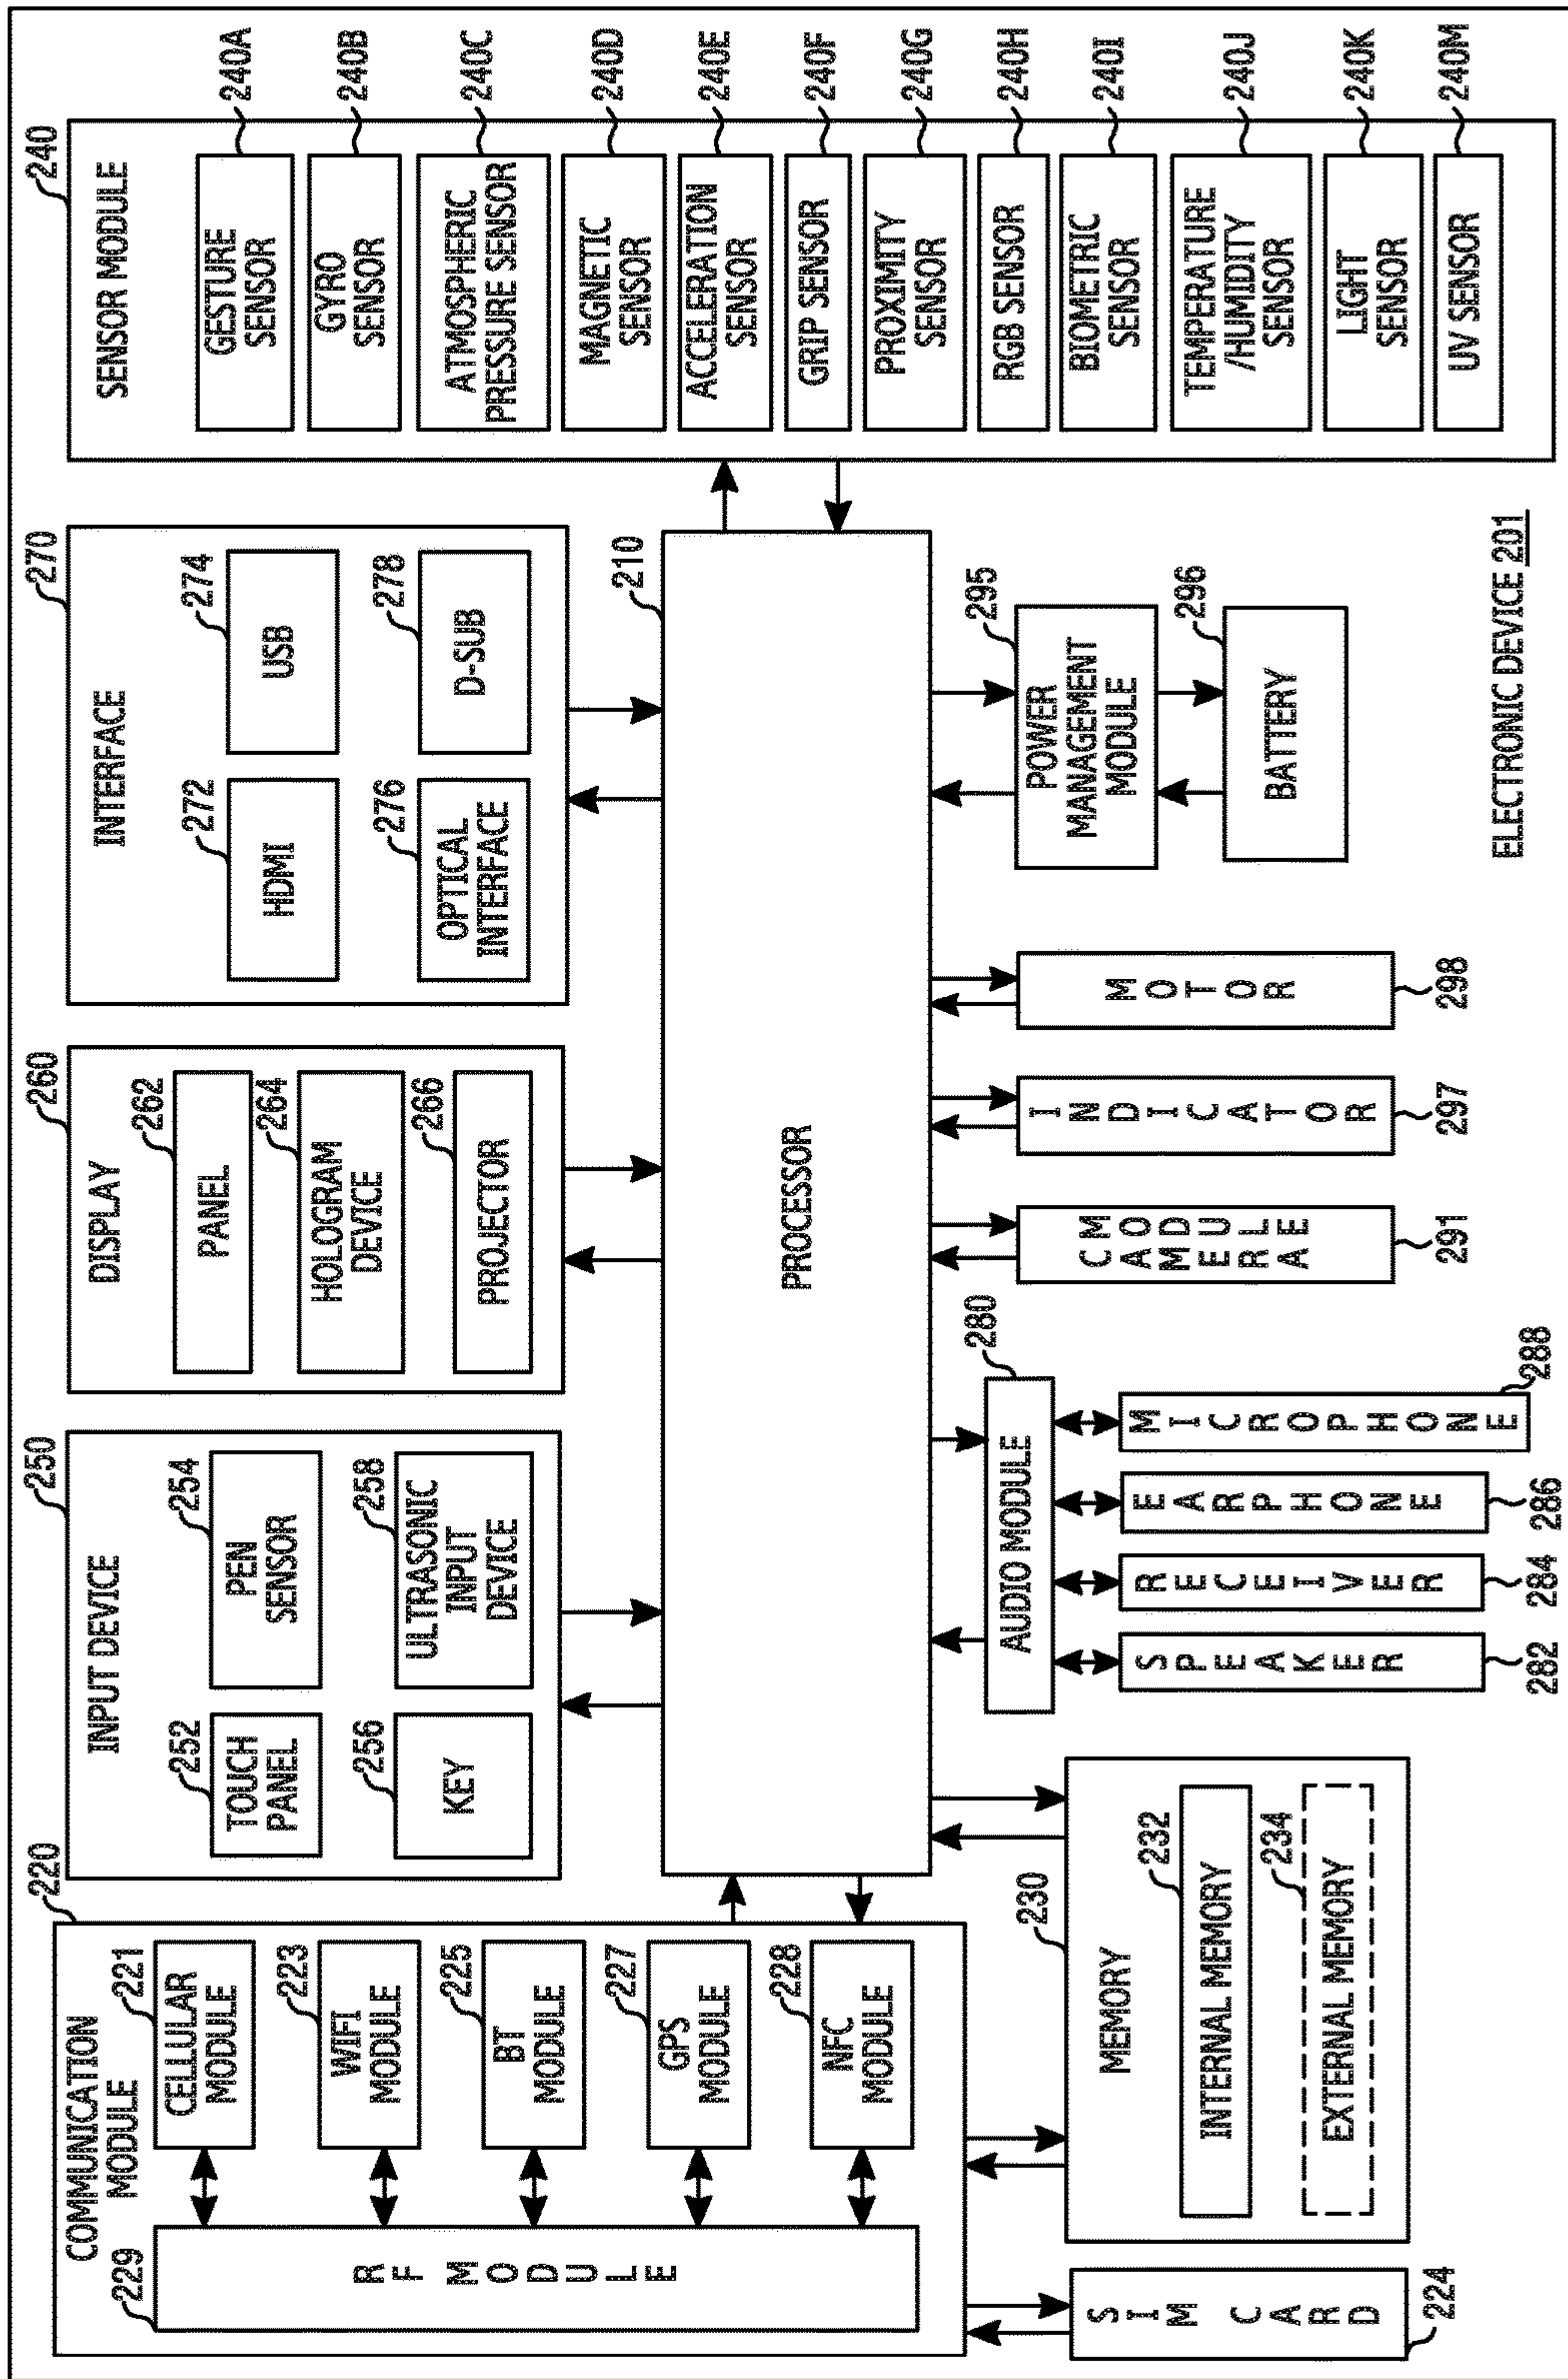 COMMUNICATION
MODULE
220
229
RF MODULE
221
CELLULAR
MODULE
223
WIFI
MODULE
225
BT
MODULE
227
GPS
MODULE
228
NFC
MODULE
INPUT DEVICE
250
252
TOUCH
PANEL
254
PEN
SENSOR
256
KEY
258
ULTRASONIC
INPUT
DEVICE
DISPLAY
260
262
PANEL
264
HOLOGRAM
DEVICE
266
PROJECTOR
INTERFACE
270
272
HDMI
274
USB
276
OPTICAL
INTERFACE
278
D-SUB
SENSOR MODULE
240
GESTURE
SENSOR
240A
GYRO
SENSOR
240B
ATMOSPHERIC
PRESSURE SENSOR
240C
MAGNETIC
SENSOR
240D
ACCELERATION
SENSOR
240E
GRIP SENSOR
240F
PROXIMITY
SENSOR
240G
RGB SENSOR
240H
BIOMETRIC
SENSOR
240I
TEMPERATURE
/HUMIDITY
SENSOR
240J
LIGHT
SENSOR
240K
UV SENSOR
240M
PROCESSOR
210
SIM CARD
224
MEMORY
230
232
INTERNAL MEMORY
234
EXTERNAL MEMORY
AUDIO MODULE
280
SPEAKER
282
RECEIVER
284
EARPHONE
286
MICROPHONE
288
CAMERA
MODULE
291
INDICATOR
297
MOTOR
298
POWER
MANAGEMENT
MODULE
295
BATTERY
296
ELECTRONIC DEVICE 201